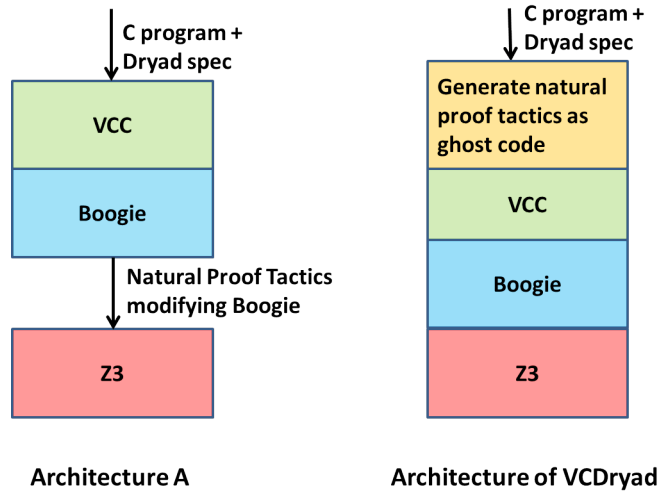 C program +
Dryad spec
VCC
Boogie
Natural Proof Tactics
modifying Boogie
Z3
Architecture A
C program +
Dryad spec
Generate natural
proof tactics as
ghost code
VCC
Boogie
Z3
Architecture of VCDryad